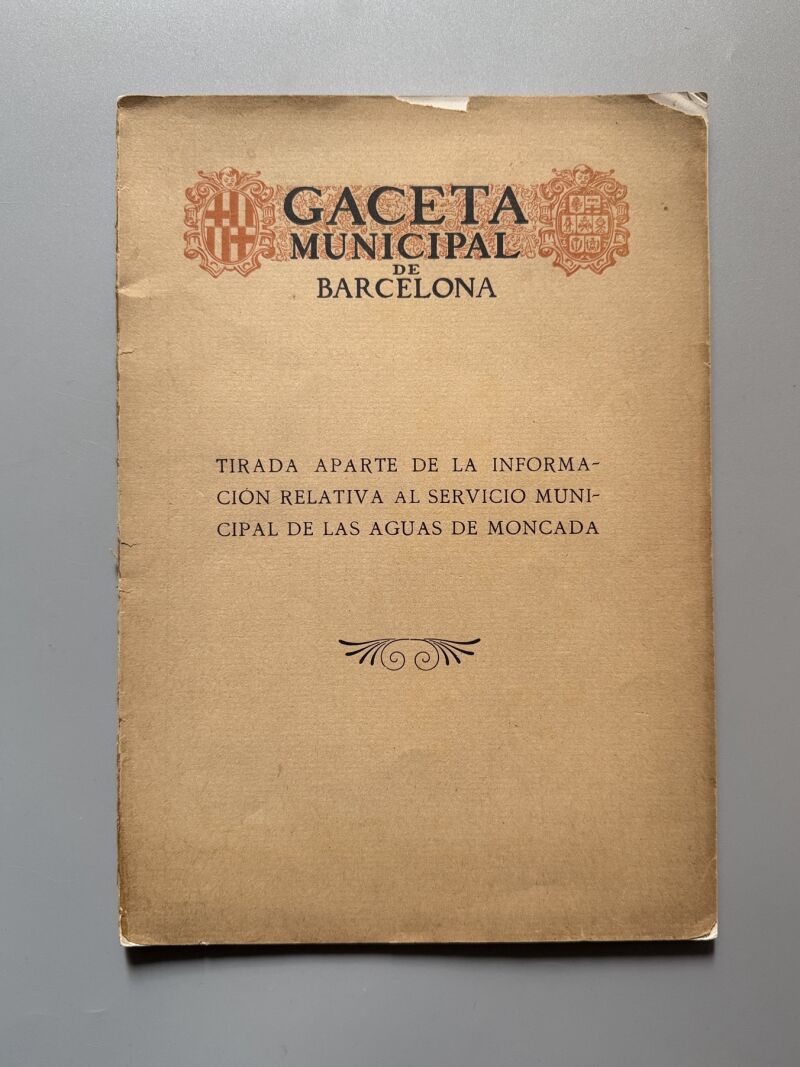 GACETA
MUNICIPAL
DE
BARCELONA
TIRADA APARTE DE LA INFORMA-
CIÓN RELATIVA AL SERVICIO MUNI-
CIPAL DE LAS AGUAS DE MONCADA